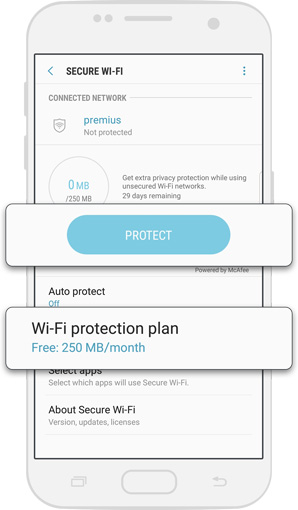 SECURE WI-FI
CONNECTED NETWORK
premius
Not protected
0 MB
/250 MB
Get extra privacy protection while using
unsecured Wi-Fi networks.
29 days remaining
PROTECT
Powered by McAfee
Auto protect
Off
Wi-Fi protection plan
Free: 250 MB/month
Select apps
Select which apps will use Secure Wi-Fi.
About Secure Wi-Fi
Version, updates, licenses